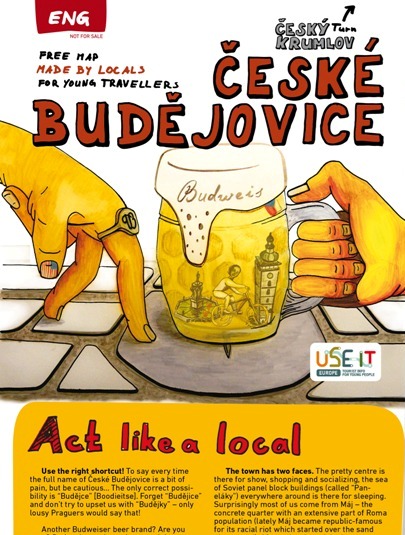 ENG
NOT FOR SALE
ČESKÝ Turn
KRUMLOV
FREE MAP
MADE BY LOCALS
FOR YOUNG TRAVELLERS
ČESKÉ
BUDĚJOVICE
Budweis
USE-IT
EUROPE
TOURIST INFO
FOR YOUNG PEOPLE
Act like a local
Use the right shortcut! To say every time
the full name of České Budějovice is a bit of
pain, but be cautious... The only correct possi-
bility is "Budějce" [Boodieitse]. Forget "Budějice"
and don't try to upset us with "Budějky" – only
lousy Praguers would say that!
Another Budweiser beer brand? Are you
The town has two faces. The pretty centre is
there for show, shopping and socializing, the sea
of Soviet panel block buildings (called "Pan-
eláky") everywhere around is there for sleeping.
Surprisingly most of us come from Máj – the
concrete quarter with an extensive part of Roma
population (lately Máj became republic-famous
for its racial riot which started over the sand